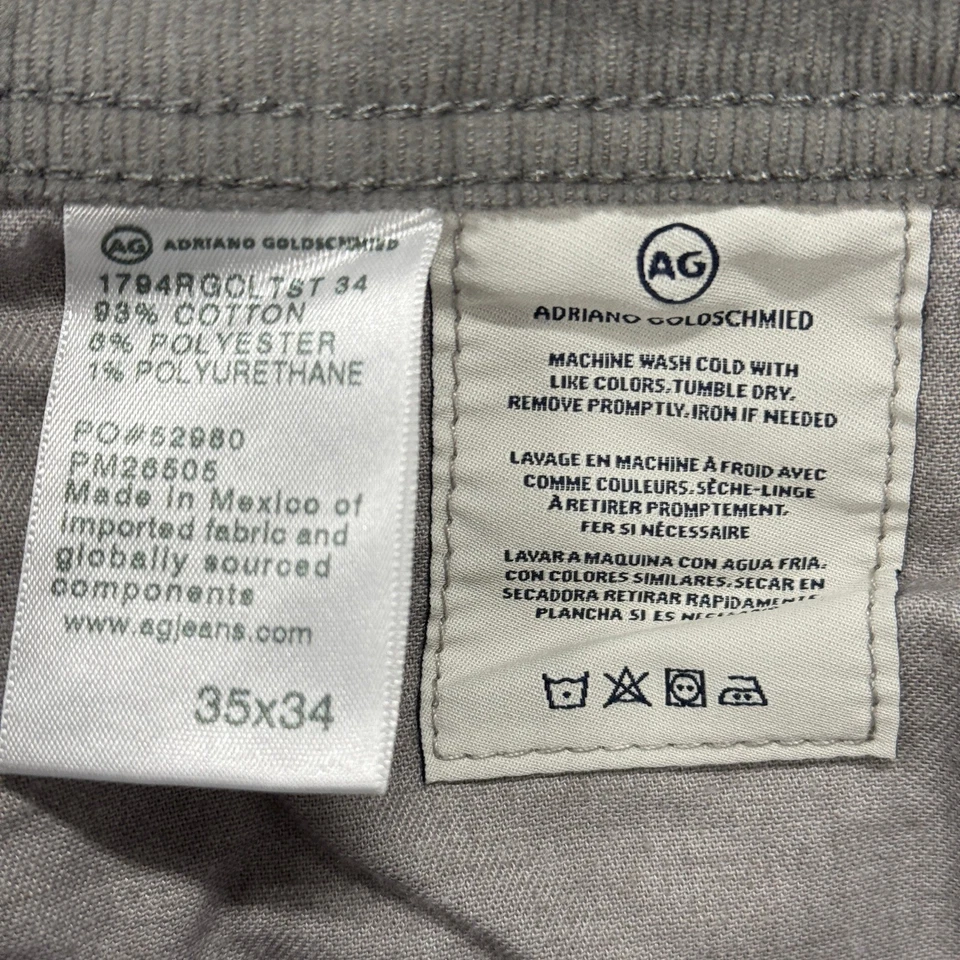 AG ADRIANO GOLDSCHMIED
1794RGCLTST 34
93% COTTON
6% POLYESTER
1% POLYURETHANE
PO#52980
PM26505
Made in Mexico of
imported fabric and
globally sourced
components
www.agjeans.com
35x34
AG
ADRIANO GOLDSCHMIED
MACHINE WASH COLD WITH
LIKE COLORS. TUMBLE DRY.
REMOVE PROMPTLY. IRON IF NEEDED
LAVAGE EN MACHINE À FROID AVEC
COMME COULEURS. SÈCHE-LINGE
À RETIRER PROMPTEMENT.
FER SI NÉCESSAIRE
LAVAR A MAQUINA CON AGUA FRIA.
CON COLORES SIMILARES. SECAR EN
SECADORA RETIRAR RAPIDAMENTE
PLANCHA SI ES